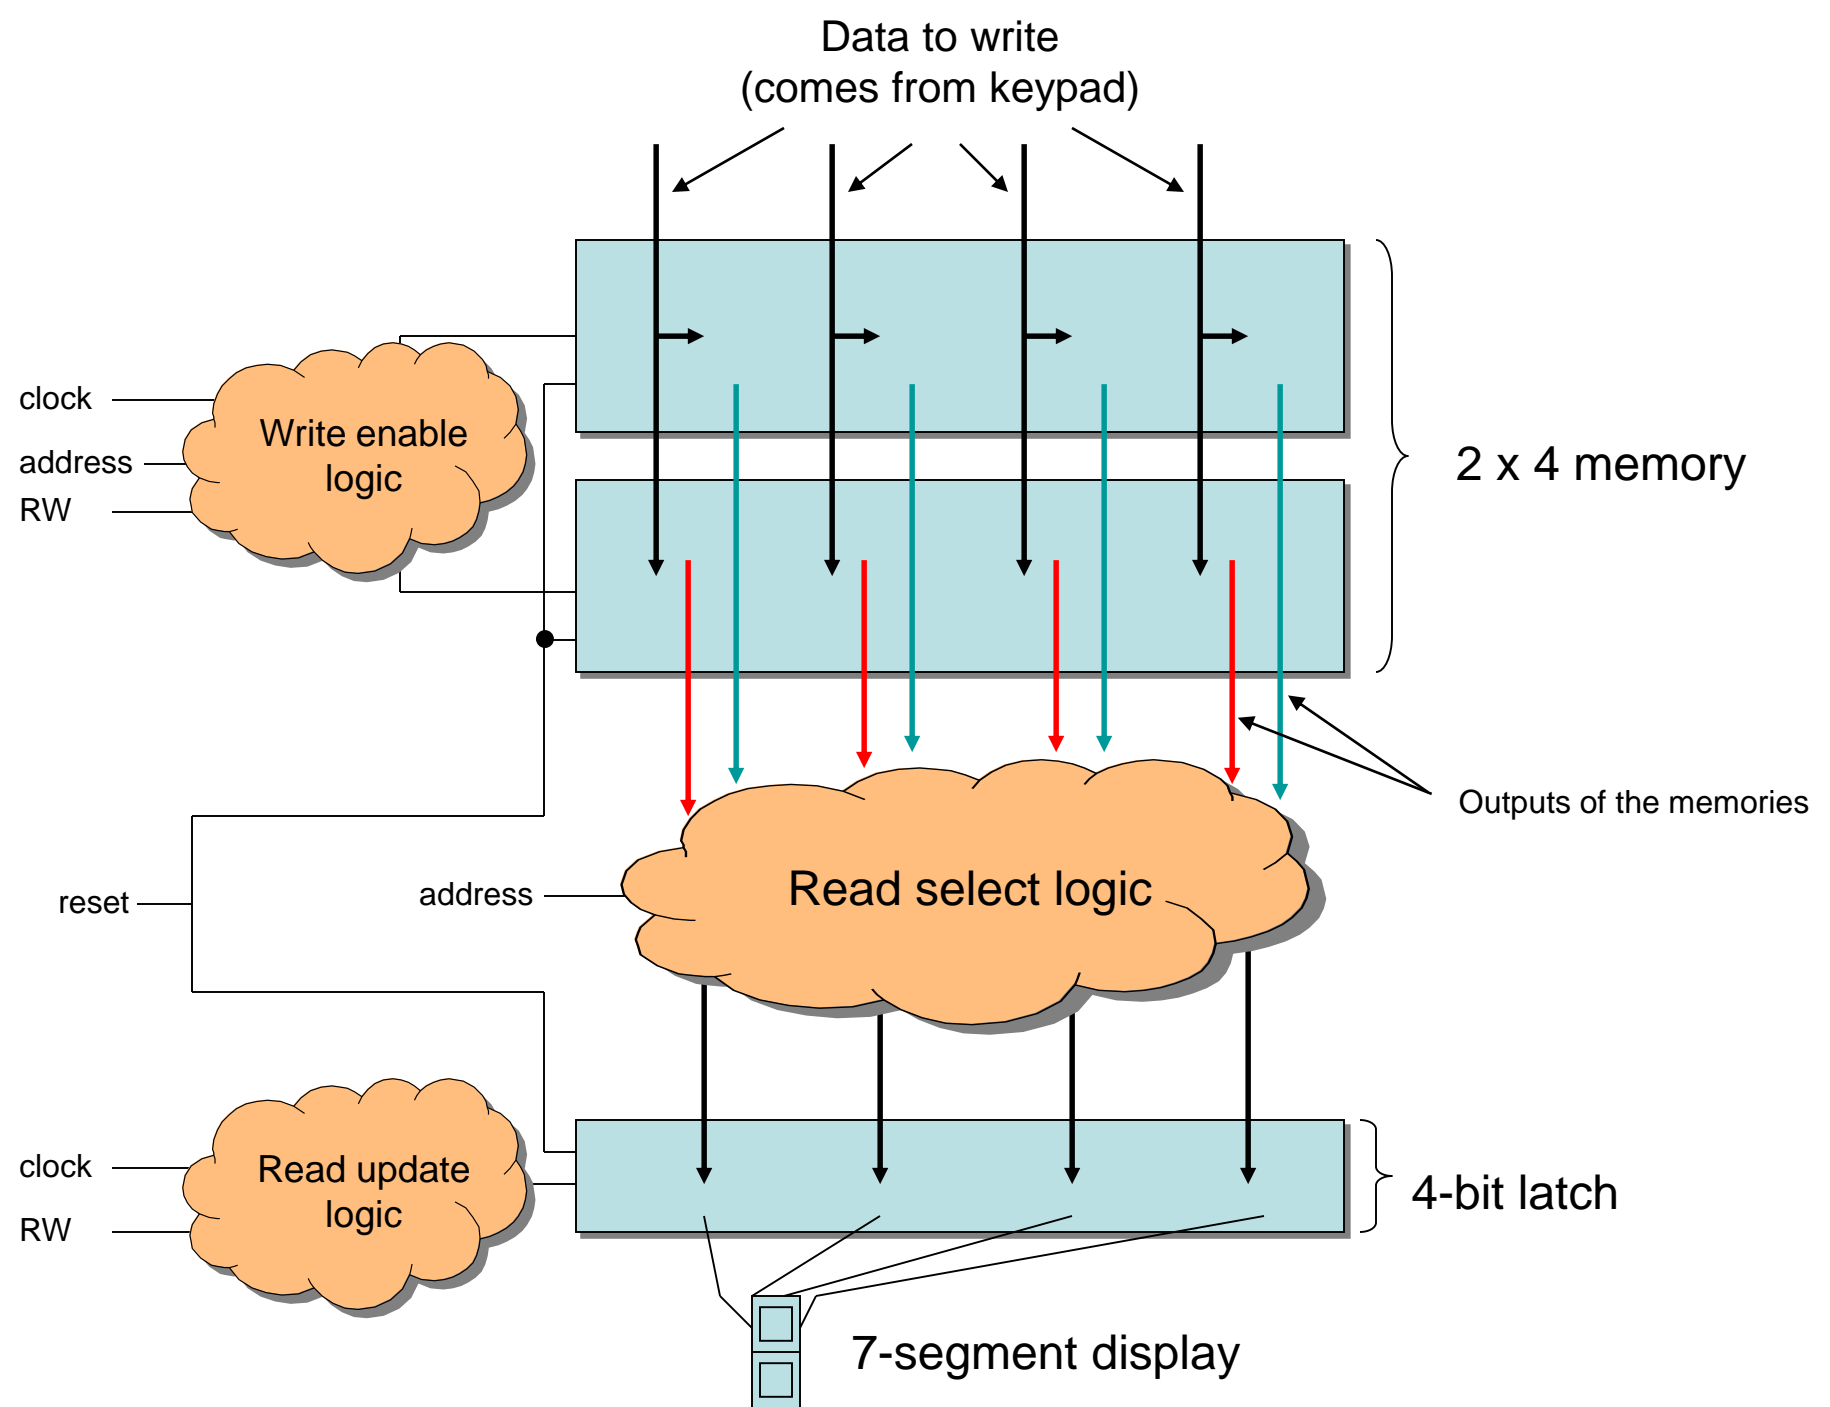 Data to write
(comes from keypad)
clock
Write enable
logic
address
RW
2 x 4 memory
Outputs of the memories
reset
address
Read select logic
clock
Read update
logic
RW
4-bit latch
7-segment display